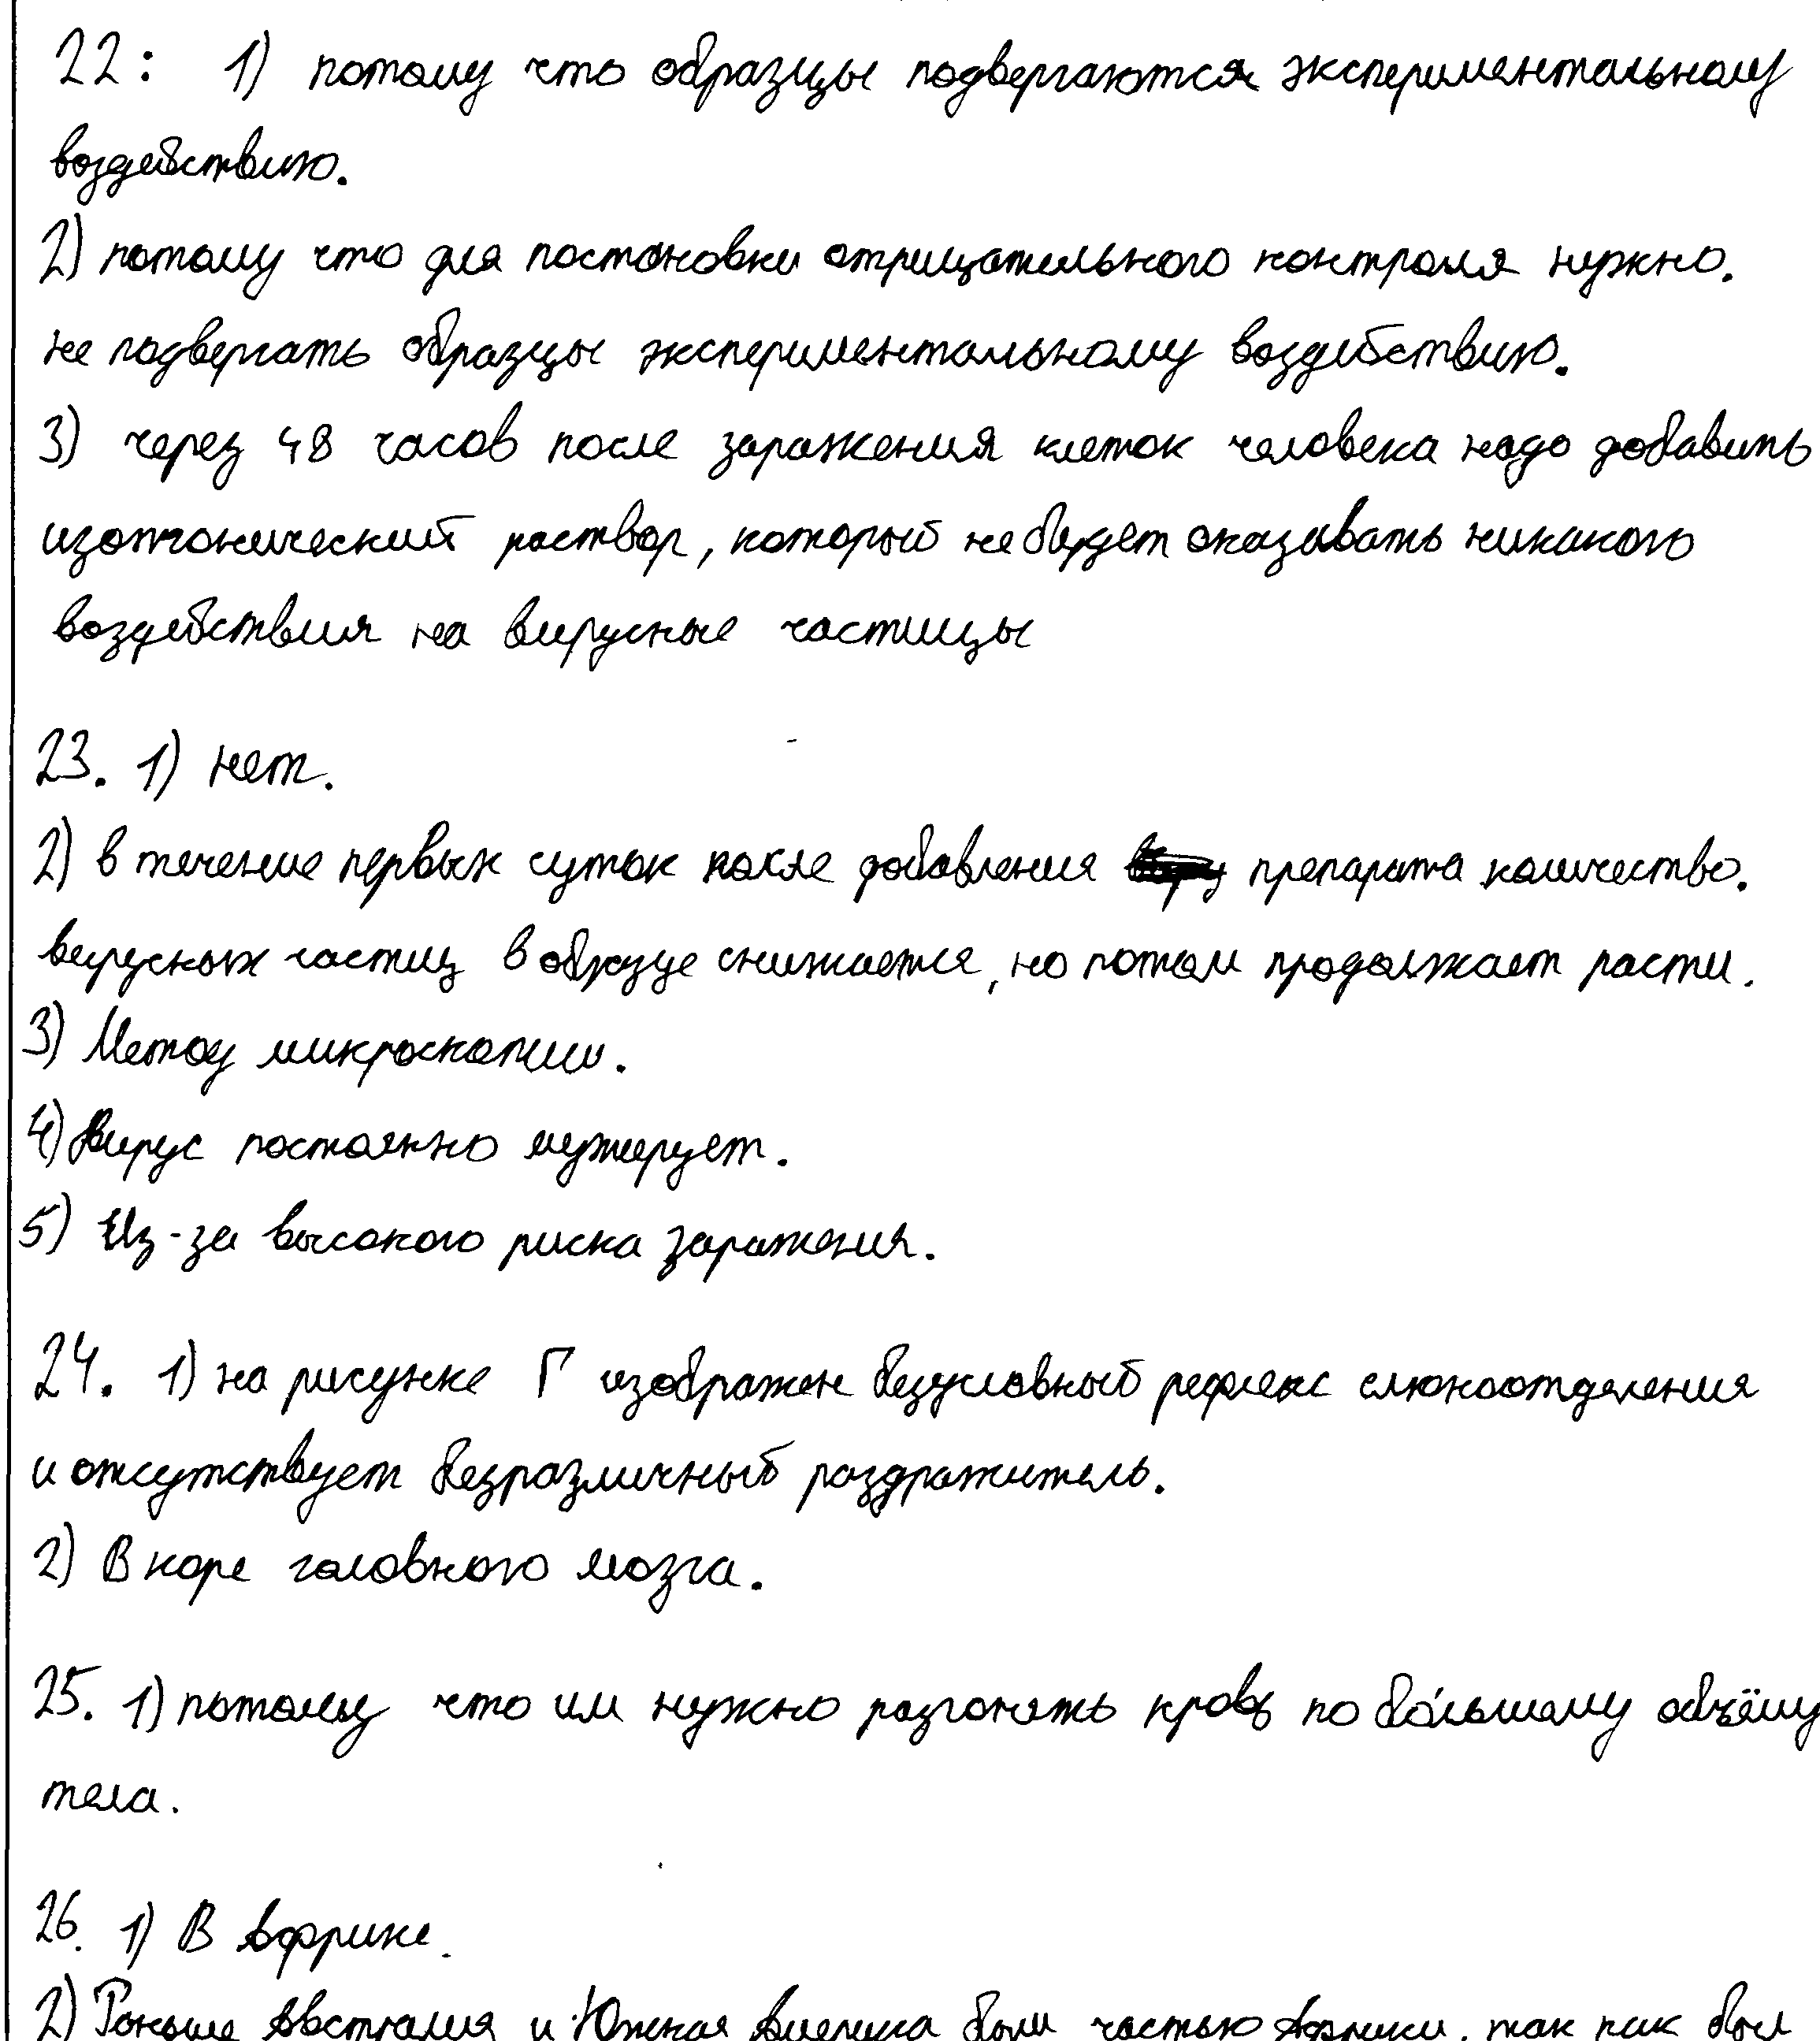 22: 1) потому что образцы подвергаются экспериментальному
воздействию.
2) потому что для постановки отрицательного контроля нужно.
не подвергать образцы экспериментальному воздействию.
3) через 48 часов после заражения клеток человека надо добавить
изотонический раствор, который не будет оказывать никакого
воздействия на вирусные частицы
23. 1) нет.
2) в течение первых суток после добавления препарата количество.
вирусных частиц в образце снижается, но потом продолжает расти.
3) Метод микроскопии.
4) Вирус постоянно мутирует.
5) Из-за высокого риска заражения.
24. 1) на рисунке Г изображен безусловный рефлекс слюноотделения
и отсутствует безразличный раздражитель.
2) В коре головного мозга.
25. 1) потому что им нужно разгонять кровь по бо́льшему объёму
тела.
26. 1) В Африке.
2) Раньше Австралия и Южная Америка были частью Африки, так как был